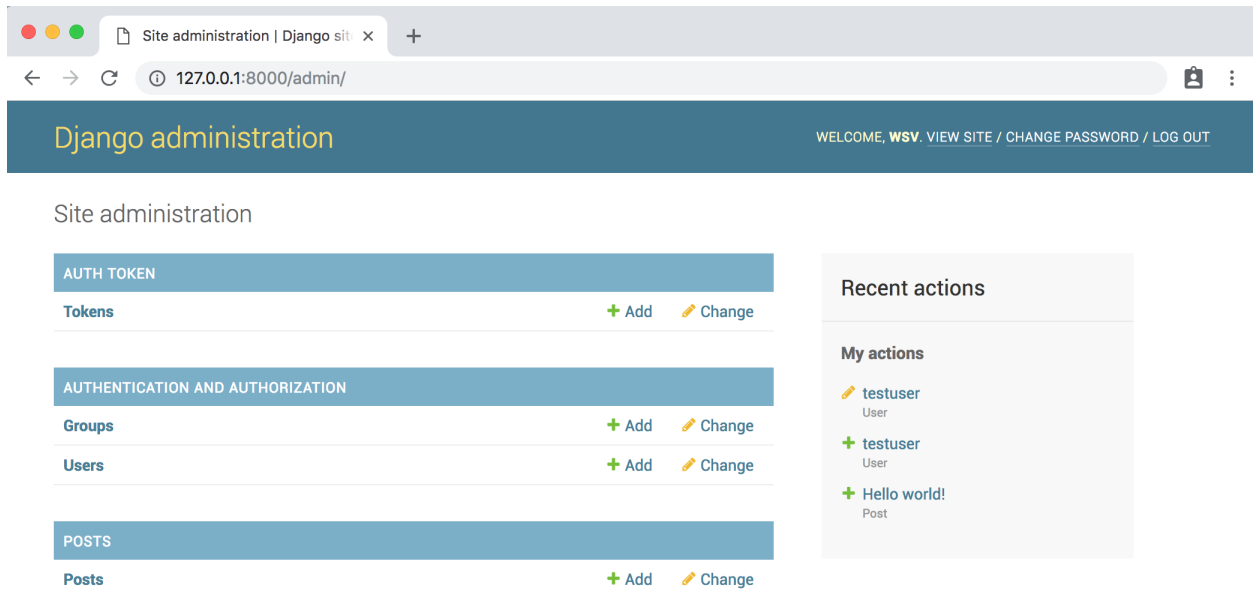 Site administration | Django sit
127.0.0.1:8000/admin/
Django administration
WELCOME, WSV. VIEW SITE / CHANGE PASSWORD / LOG OUT
Site administration
AUTH TOKEN
Tokens Add Change
AUTHENTICATION AND AUTHORIZATION
Groups Add Change
Users Add Change
POSTS
Posts Add Change
Recent actions
My actions
testuser
User
testuser
User
Hello world!
Post